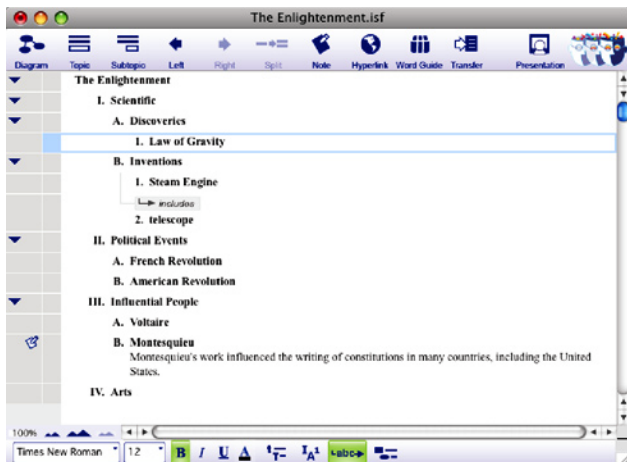 The Enlightenment.isf
Diagram Topic Subtopic Left Right Split Note Hyperlink Word Guide Transfer Presentation
The Enlightenment
I. Scientific
A. Discoveries
1. Law of Gravity
B. Inventions
1. Steam Engine
includes
2. telescope
II. Political Events
A. French Revolution
B. American Revolution
III. Influential People
A. Voltaire
B. Montesquieu
Montesquieu's work influenced the writing of constitutions in many countries, including the United
States.
IV. Arts
100%
Times New Roman 12 B I U A 1T IA1 abc